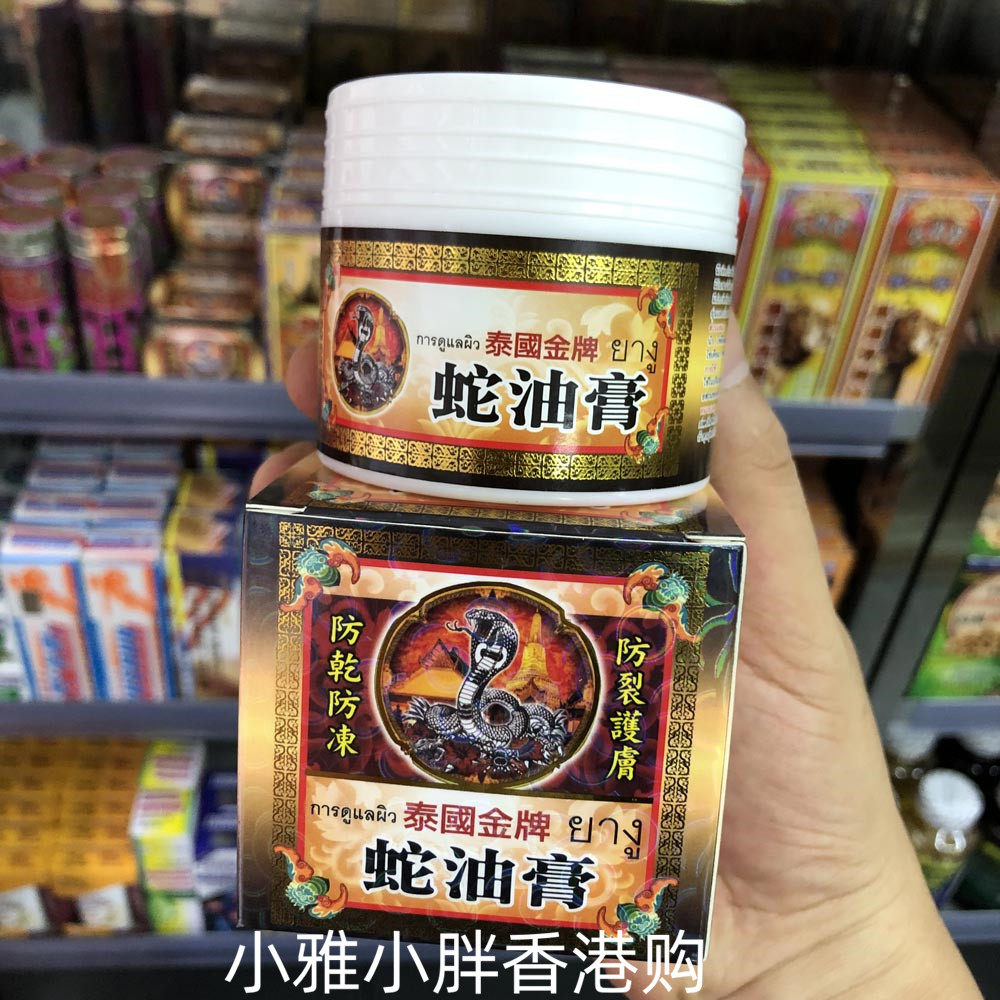 การดูแลผิว 泰國金牌 ยางู
蛇油膏
防乾防凍
防裂護膚
การดูแลผิว 泰國金牌 ยางู
蛇油膏
小雅小胖香港购